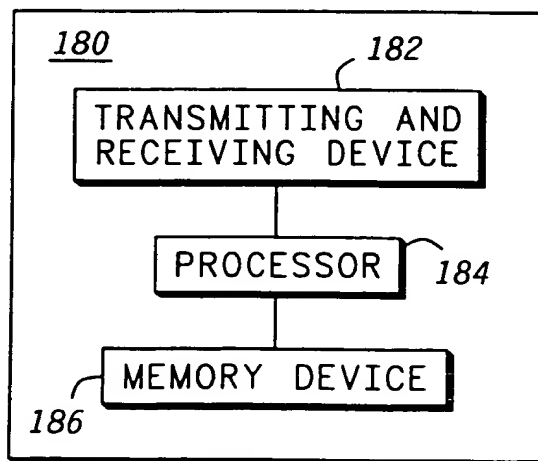 180
182
TRANSMITTING AND
RECEIVING DEVICE
PROCESSOR
184
MEMORY DEVICE
186